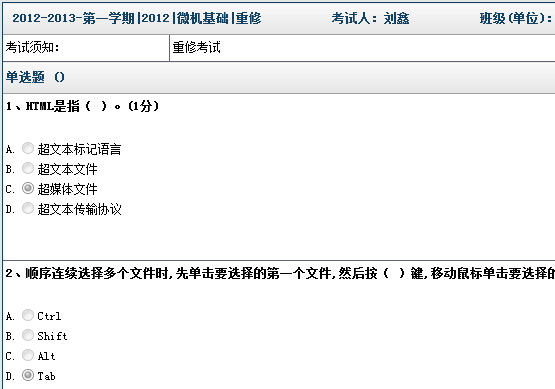 2012-2013-第一学期|2012|微机基础|重修 考试人: 刘鑫 班级(单位):
考试须知: 重修考试
单选题 ()
1、HTML是指( )。(1分)
A. 超文本标记语言
B. 超文本文件
C. 超媒体文件
D. 超文本传输协议
2、顺序连续选择多个文件时,先单击要选择的第一个文件,然后按( )键,移动鼠标单击要选择的
A. Ctrl
B. Shift
C. Alt
D. Tab